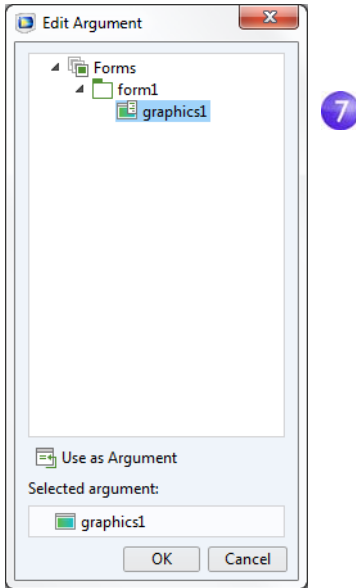 Edit Argument
Forms
form1
graphics1
7
Use as Argument
Selected argument:
graphics1
OK Cancel